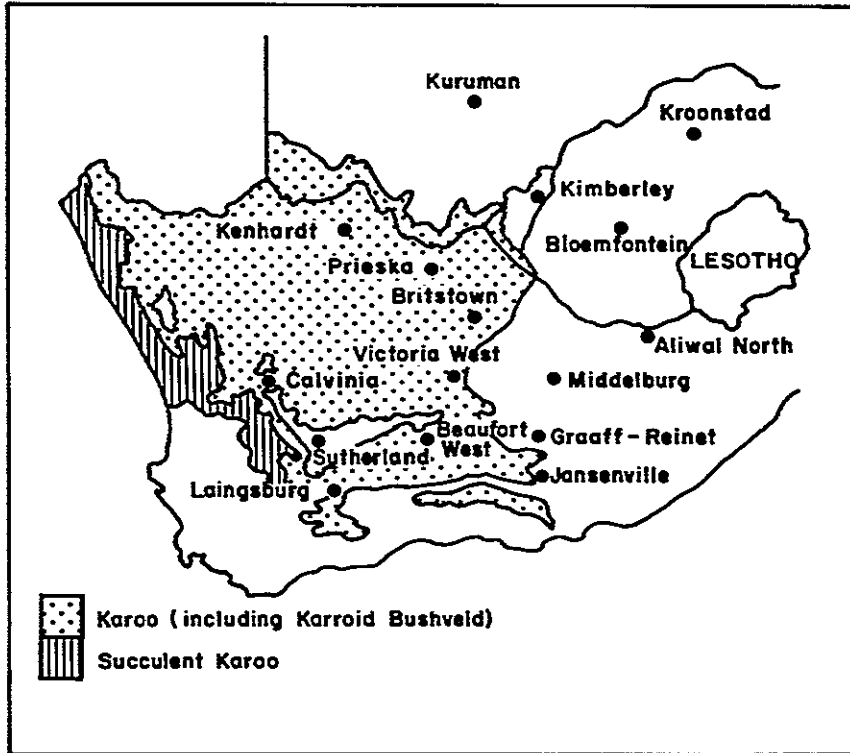 Kuruman
Kroonstad
Kimberley
Kenhardt
Bloemfontein
LESOTHO
Prieska
Britstown
Aliwal North
Victoria West
Calvinia
Middelburg
Beaufort
West
Graaff-Reinet
Sutherland
Jansenville
Laingsburg
Karoo (including Karroid Bushveld)
Succulent Karoo